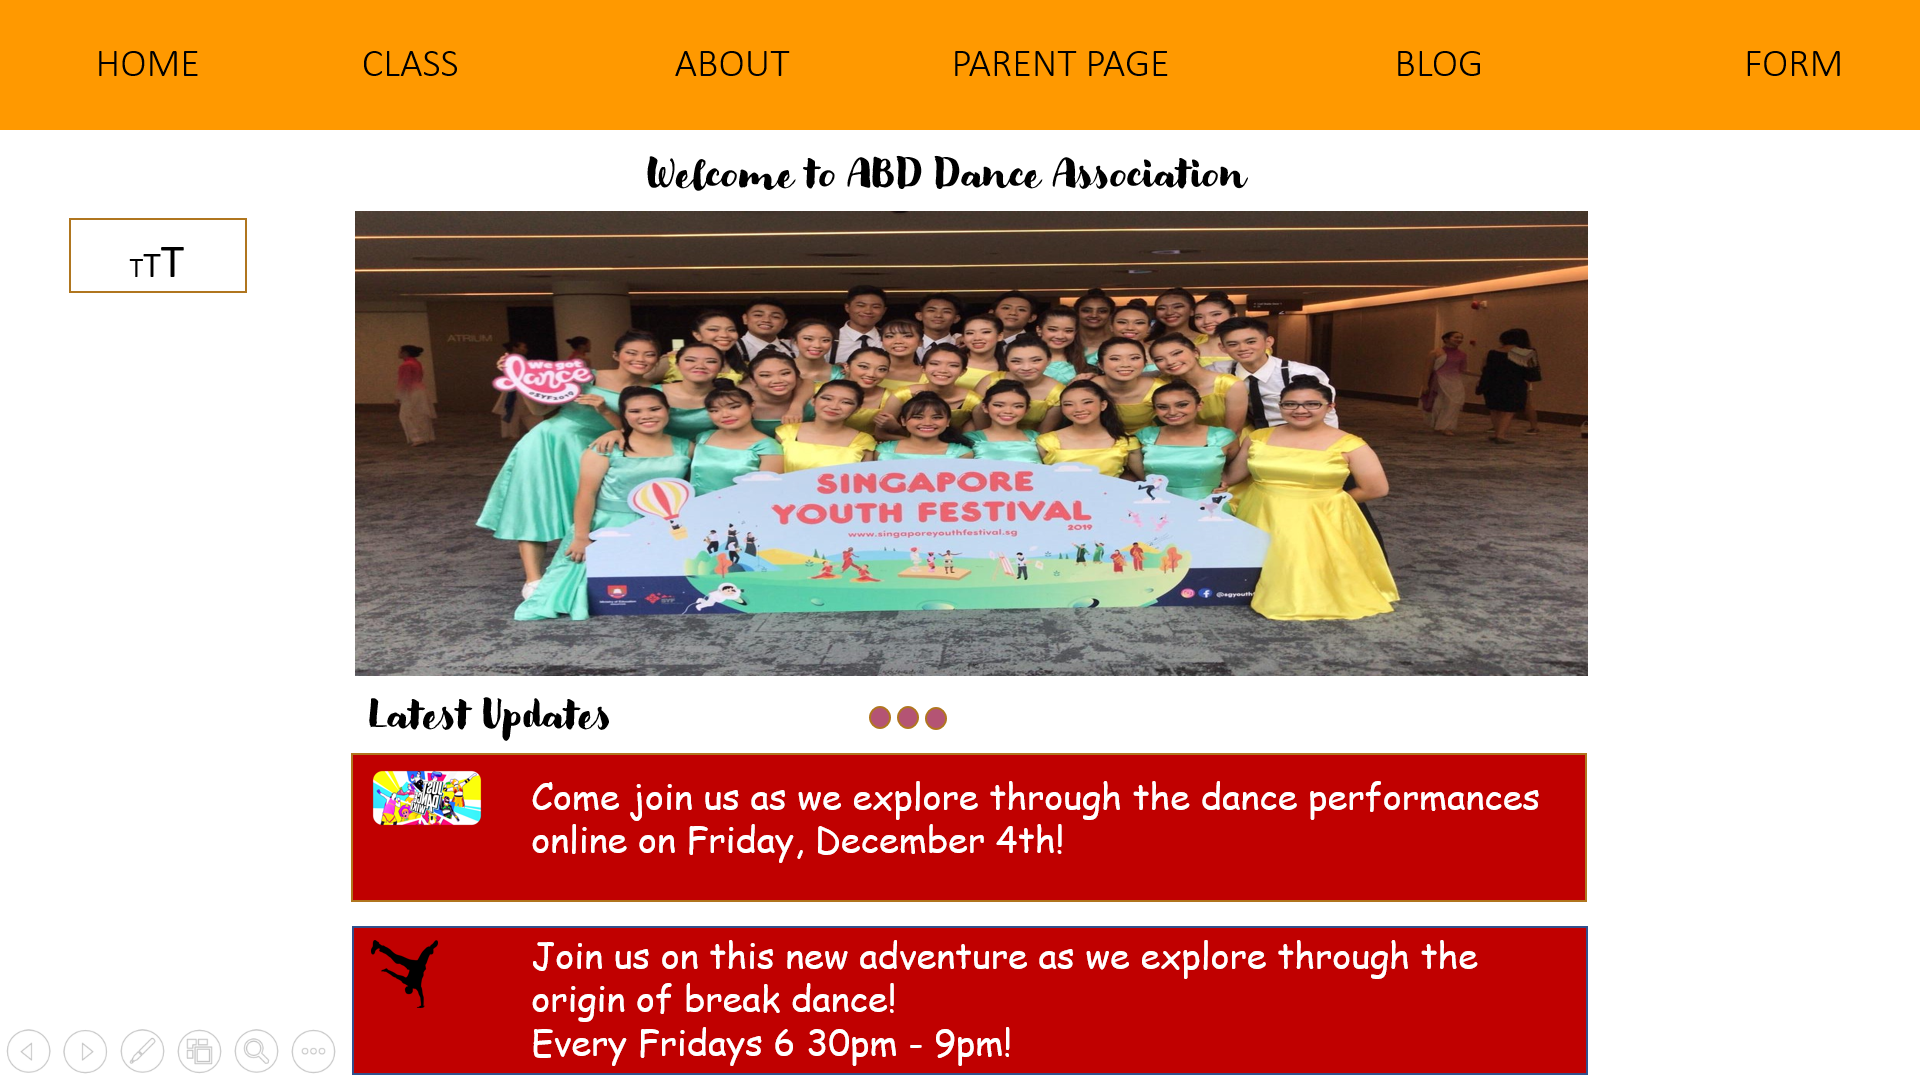 HOME CLASS ABOUT PARENT PAGE BLOG FORM
Welcome to ABD Dance Association
TTT
ATRIUM
we got
dance
#SYF2019
SINGAPORE
YOUTH FESTIVAL
2019
www.singaporeyouthfestival.sg
Latest Updates
JUST
DANCE
Come join us as we explore through the dance performances
online on Friday, December 4th!
Join us on this new adventure as we explore through the
origin of break dance!
Every Fridays 6 30pm - 9pm!